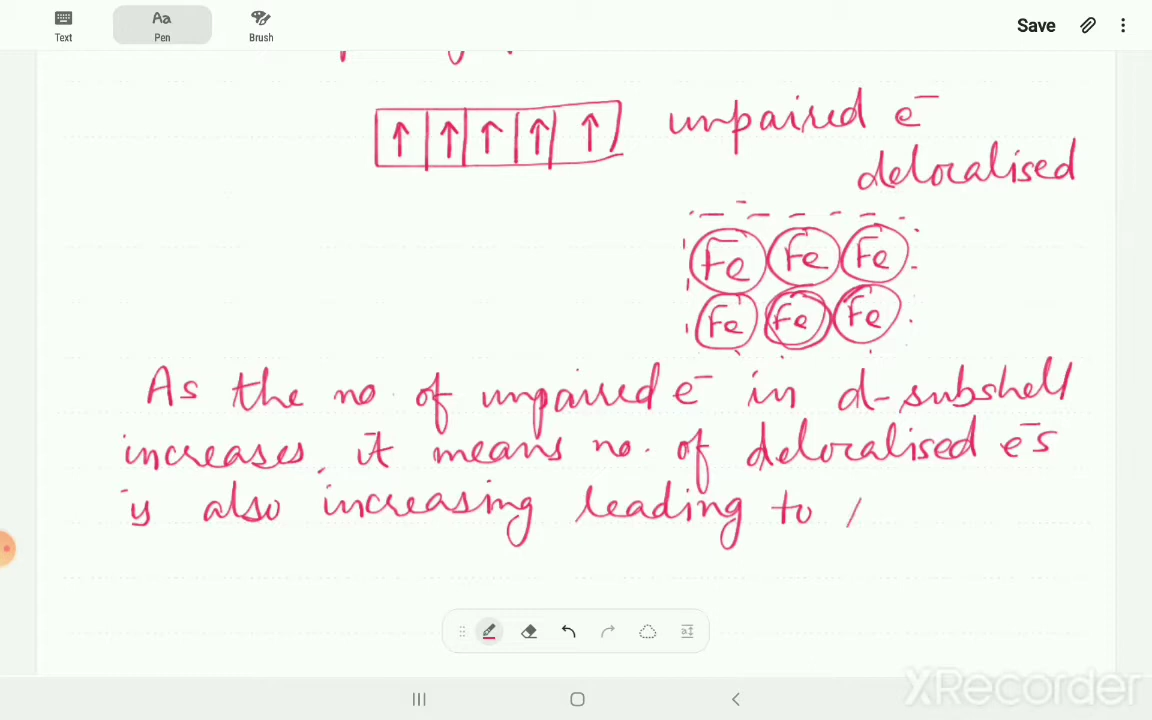 Text
Aa
Pen
Brush
Save
↑ ↑ ↑ ↑ ↑ unpaired e⁻
delocalised
Fe Fe Fe
Fe Fe Fe
As the no. of unpaired e⁻ in d-subshell
increases, it means no. of delocalised e⁻s
is also increasing leading to
XRecorder